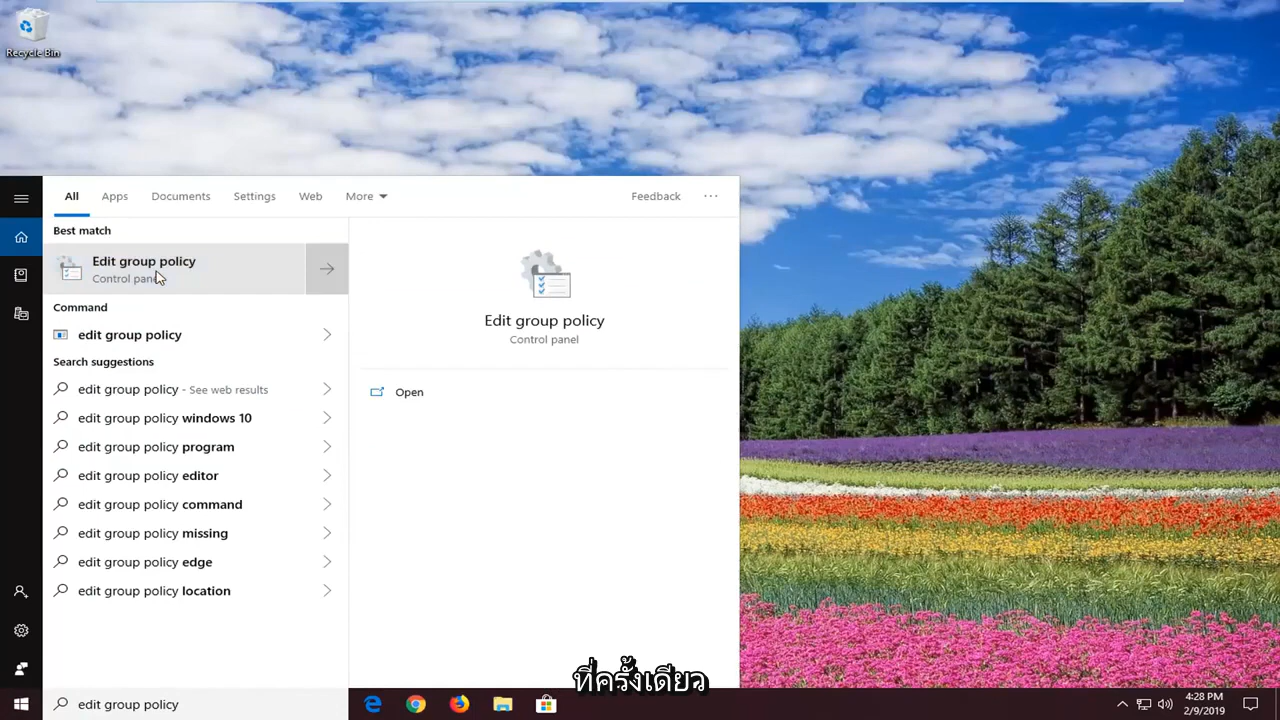 Recycle Bin
All
Apps
Documents
Settings
Web
More
Feedback
...
Best match
Edit group policy
Control panel
Command
edit group policy
Search suggestions
edit group policy - See web results
edit group policy windows 10
edit group policy program
edit group policy editor
edit group policy command
edit group policy missing
edit group policy edge
edit group policy location
Edit group policy
Control panel
Open
ที่ครั้งเดียว
edit group policy
4:28 PM
2/9/2019